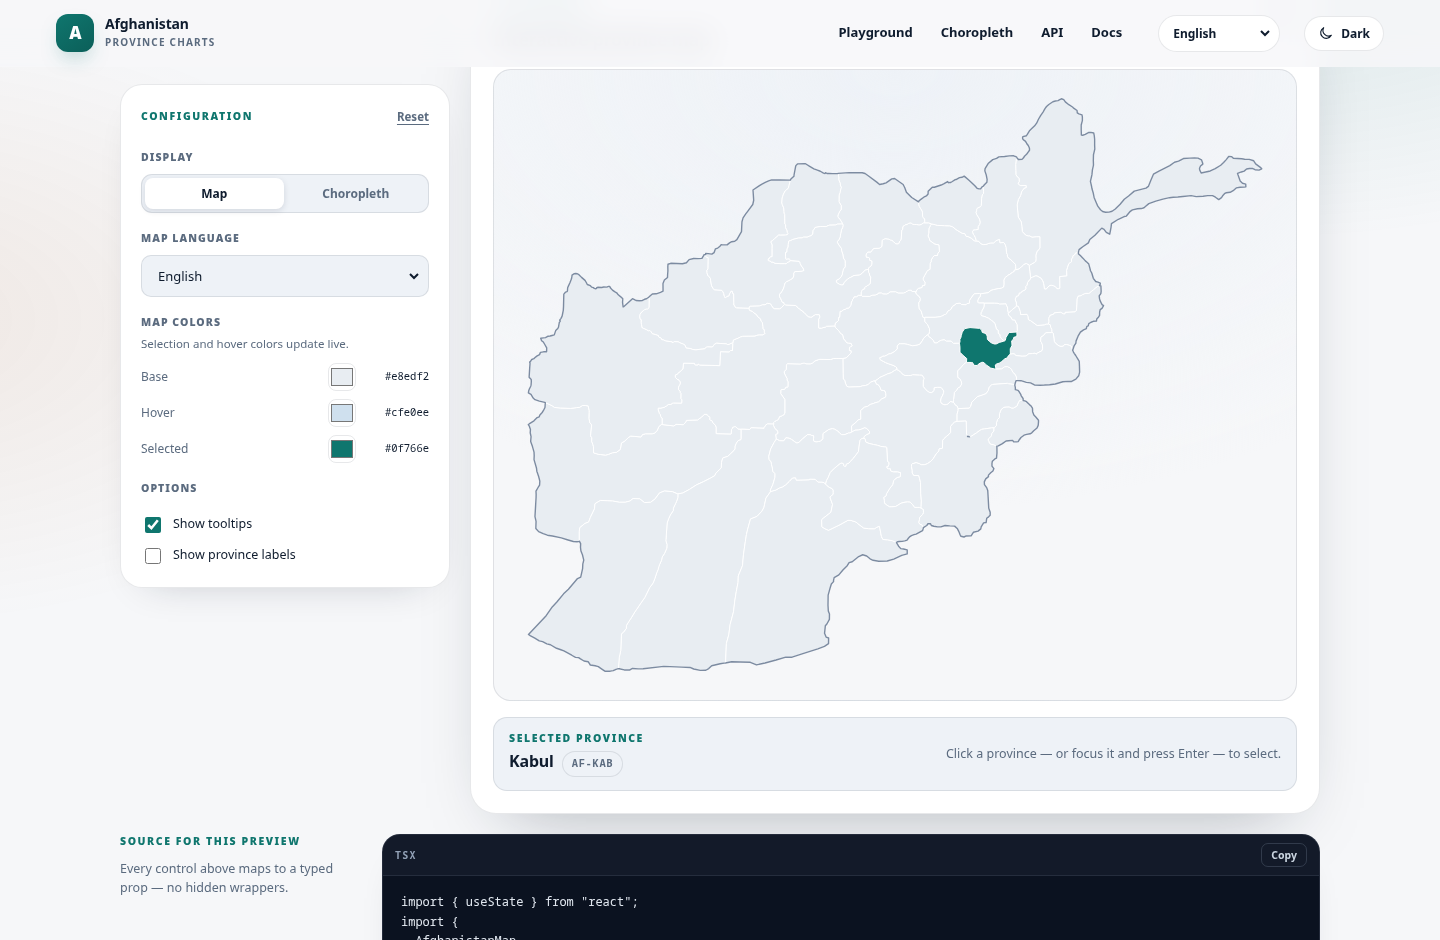 A
Afghanistan
PROVINCE CHARTS
Playground
Choropleth
API
Docs
English
Dark
CONFIGURATION
Reset
DISPLAY
Map
Choropleth
MAP LANGUAGE
English
MAP COLORS
Selection and hover colors update live.
Base
#e8edf2
Hover
#cfe0ee
Selected
#0f766e
OPTIONS
Show tooltips
Show province labels
SELECTED PROVINCE
Kabul
AF-KAB
Click a province — or focus it and press Enter — to select.
SOURCE FOR THIS PREVIEW
Every control above maps to a typed
prop — no hidden wrappers.
TSX
Copy
import { useState } from "react";
import {
AfghanistanMap